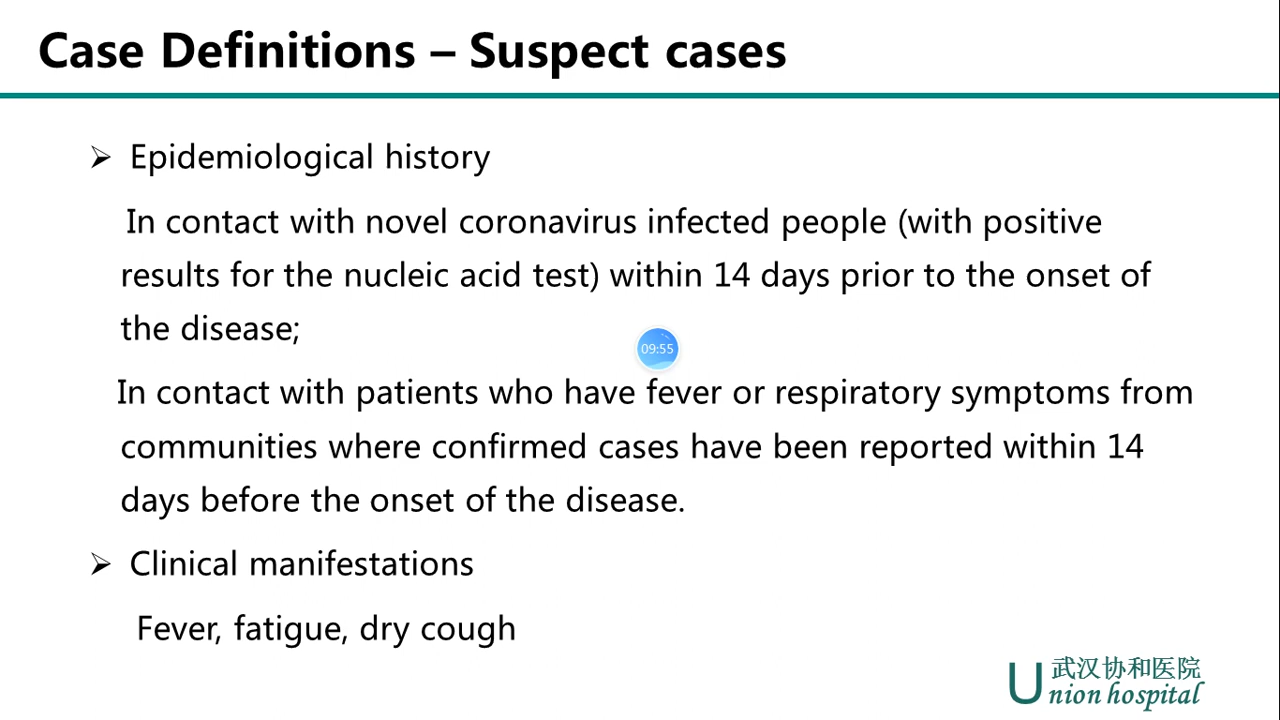 Case Definitions – Suspect cases
➢ Epidemiological history
In contact with novel coronavirus infected people (with positive
results for the nucleic acid test) within 14 days prior to the onset of
the disease;
09:55
In contact with patients who have fever or respiratory symptoms from
communities where confirmed cases have been reported within 14
days before the onset of the disease.
➢ Clinical manifestations
Fever, fatigue, dry cough
武汉协和医院
Union hospital